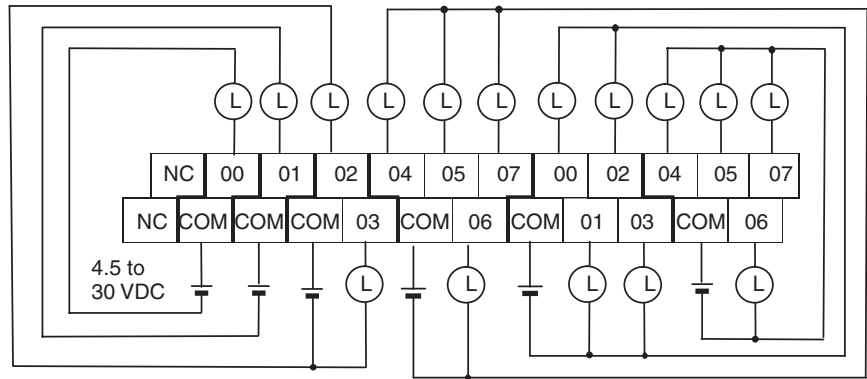 L L L L L L L L L L L
NC 00 01 02 04 05 07 00 02 04 05 07
NC COM COM COM 03 COM 06 COM 01 03 COM 06
4.5 to
30 VDC
L L L L L